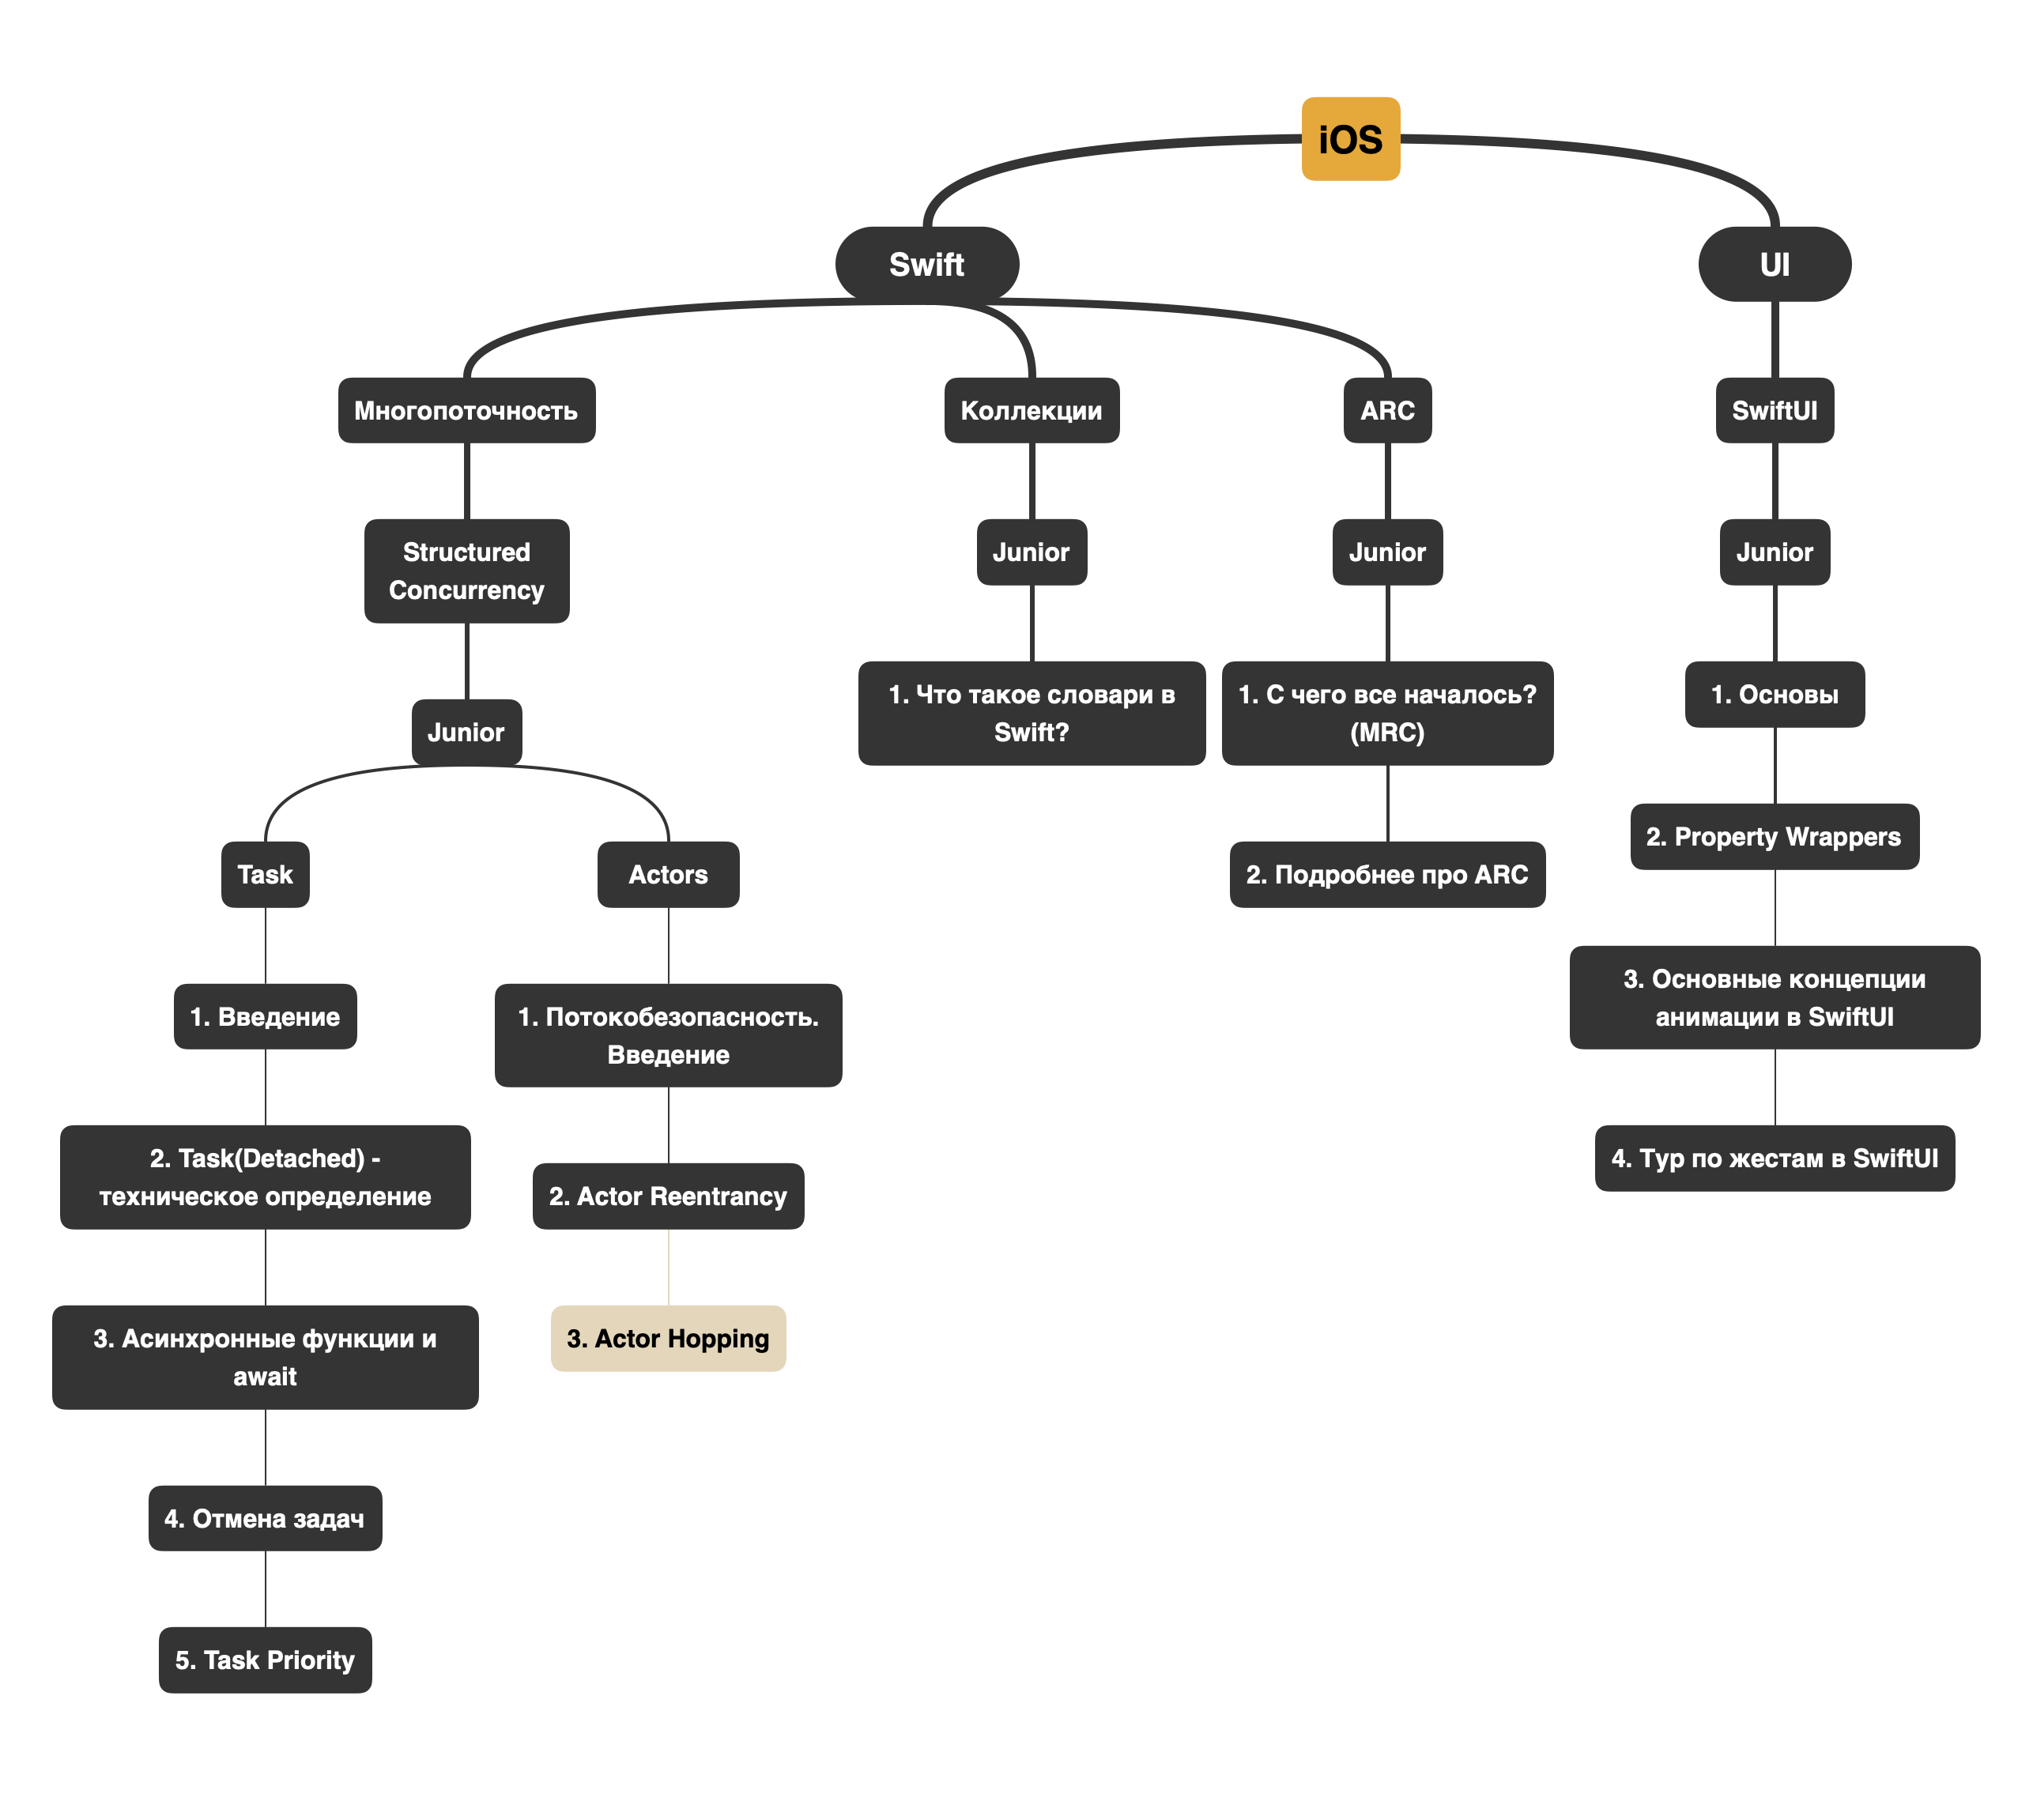 iOS
Swift
UI
Многопоточность
Коллекции
ARC
SwiftUI
Structured
Concurrency
Junior
Junior
Junior
Junior
1. Что такое словари в
Swift?
1. С чего все началось?
(MRC)
1. Основы
Task
Actors
2. Подробнее про ARC
2. Property Wrappers
1. Введение
1. Потокобезопасность.
Введение
3. Основные концепции
анимации в SwiftUI
2. Task(Detached) -
техническое определение
2. Actor Reentrancy
4. Тур по жестам в SwiftUI
3. Асинхронные функции и
await
3. Actor Hopping
4. Отмена задач
5. Task Priority